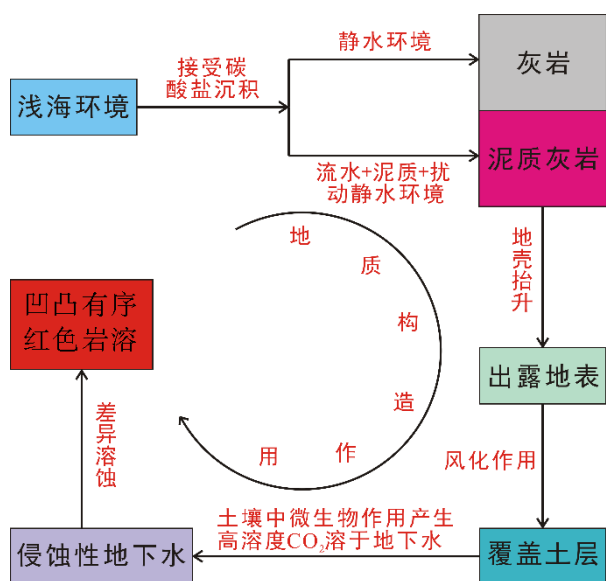 浅海环境
接受碳
酸盐沉积
静水环境
灰岩
流水+泥质+扰
动静水环境
泥质灰岩
地壳抬升
出露地表
风化作用
覆盖土层
土壤中微生物作用产生
高溶度CO₂溶于地下水
侵蚀性地下水
差异溶蚀
凹凸有序
红色岩溶
地质构造作用